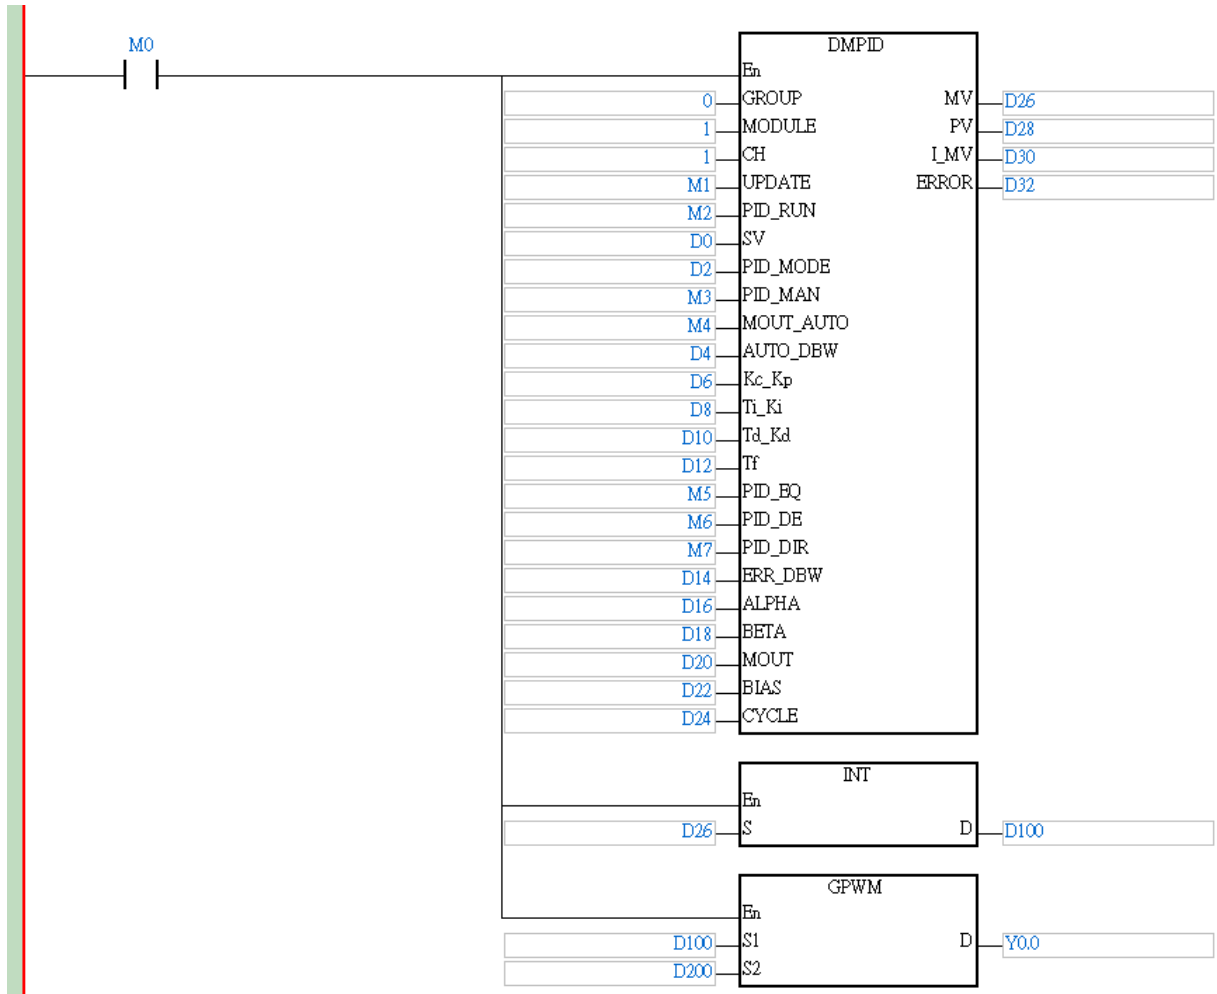 M0
DMPID
En
0 GROUP MV D26
1 MODULE PV D28
1 CH I_MV D30
M1 UPDATE ERROR D32
M2 PID_RUN
D0 SV
D2 PID_MODE
M3 PID_MAN
M4 MOUT_AUTO
D4 AUTO_DBW
D6 Kc_Kp
D8 Ti_Ki
D10 Td_Kd
D12 Tf
M5 PID_EQ
M6 PID_DE
M7 PID_DIR
D14 ERR_DBW
D16 ALPHA
D18 BETA
D20 MOUT
D22 BIAS
D24 CYCLE
INT
En
D26 S D D100
GPWM
En
D100 S1 D Y0.0
D200 S2